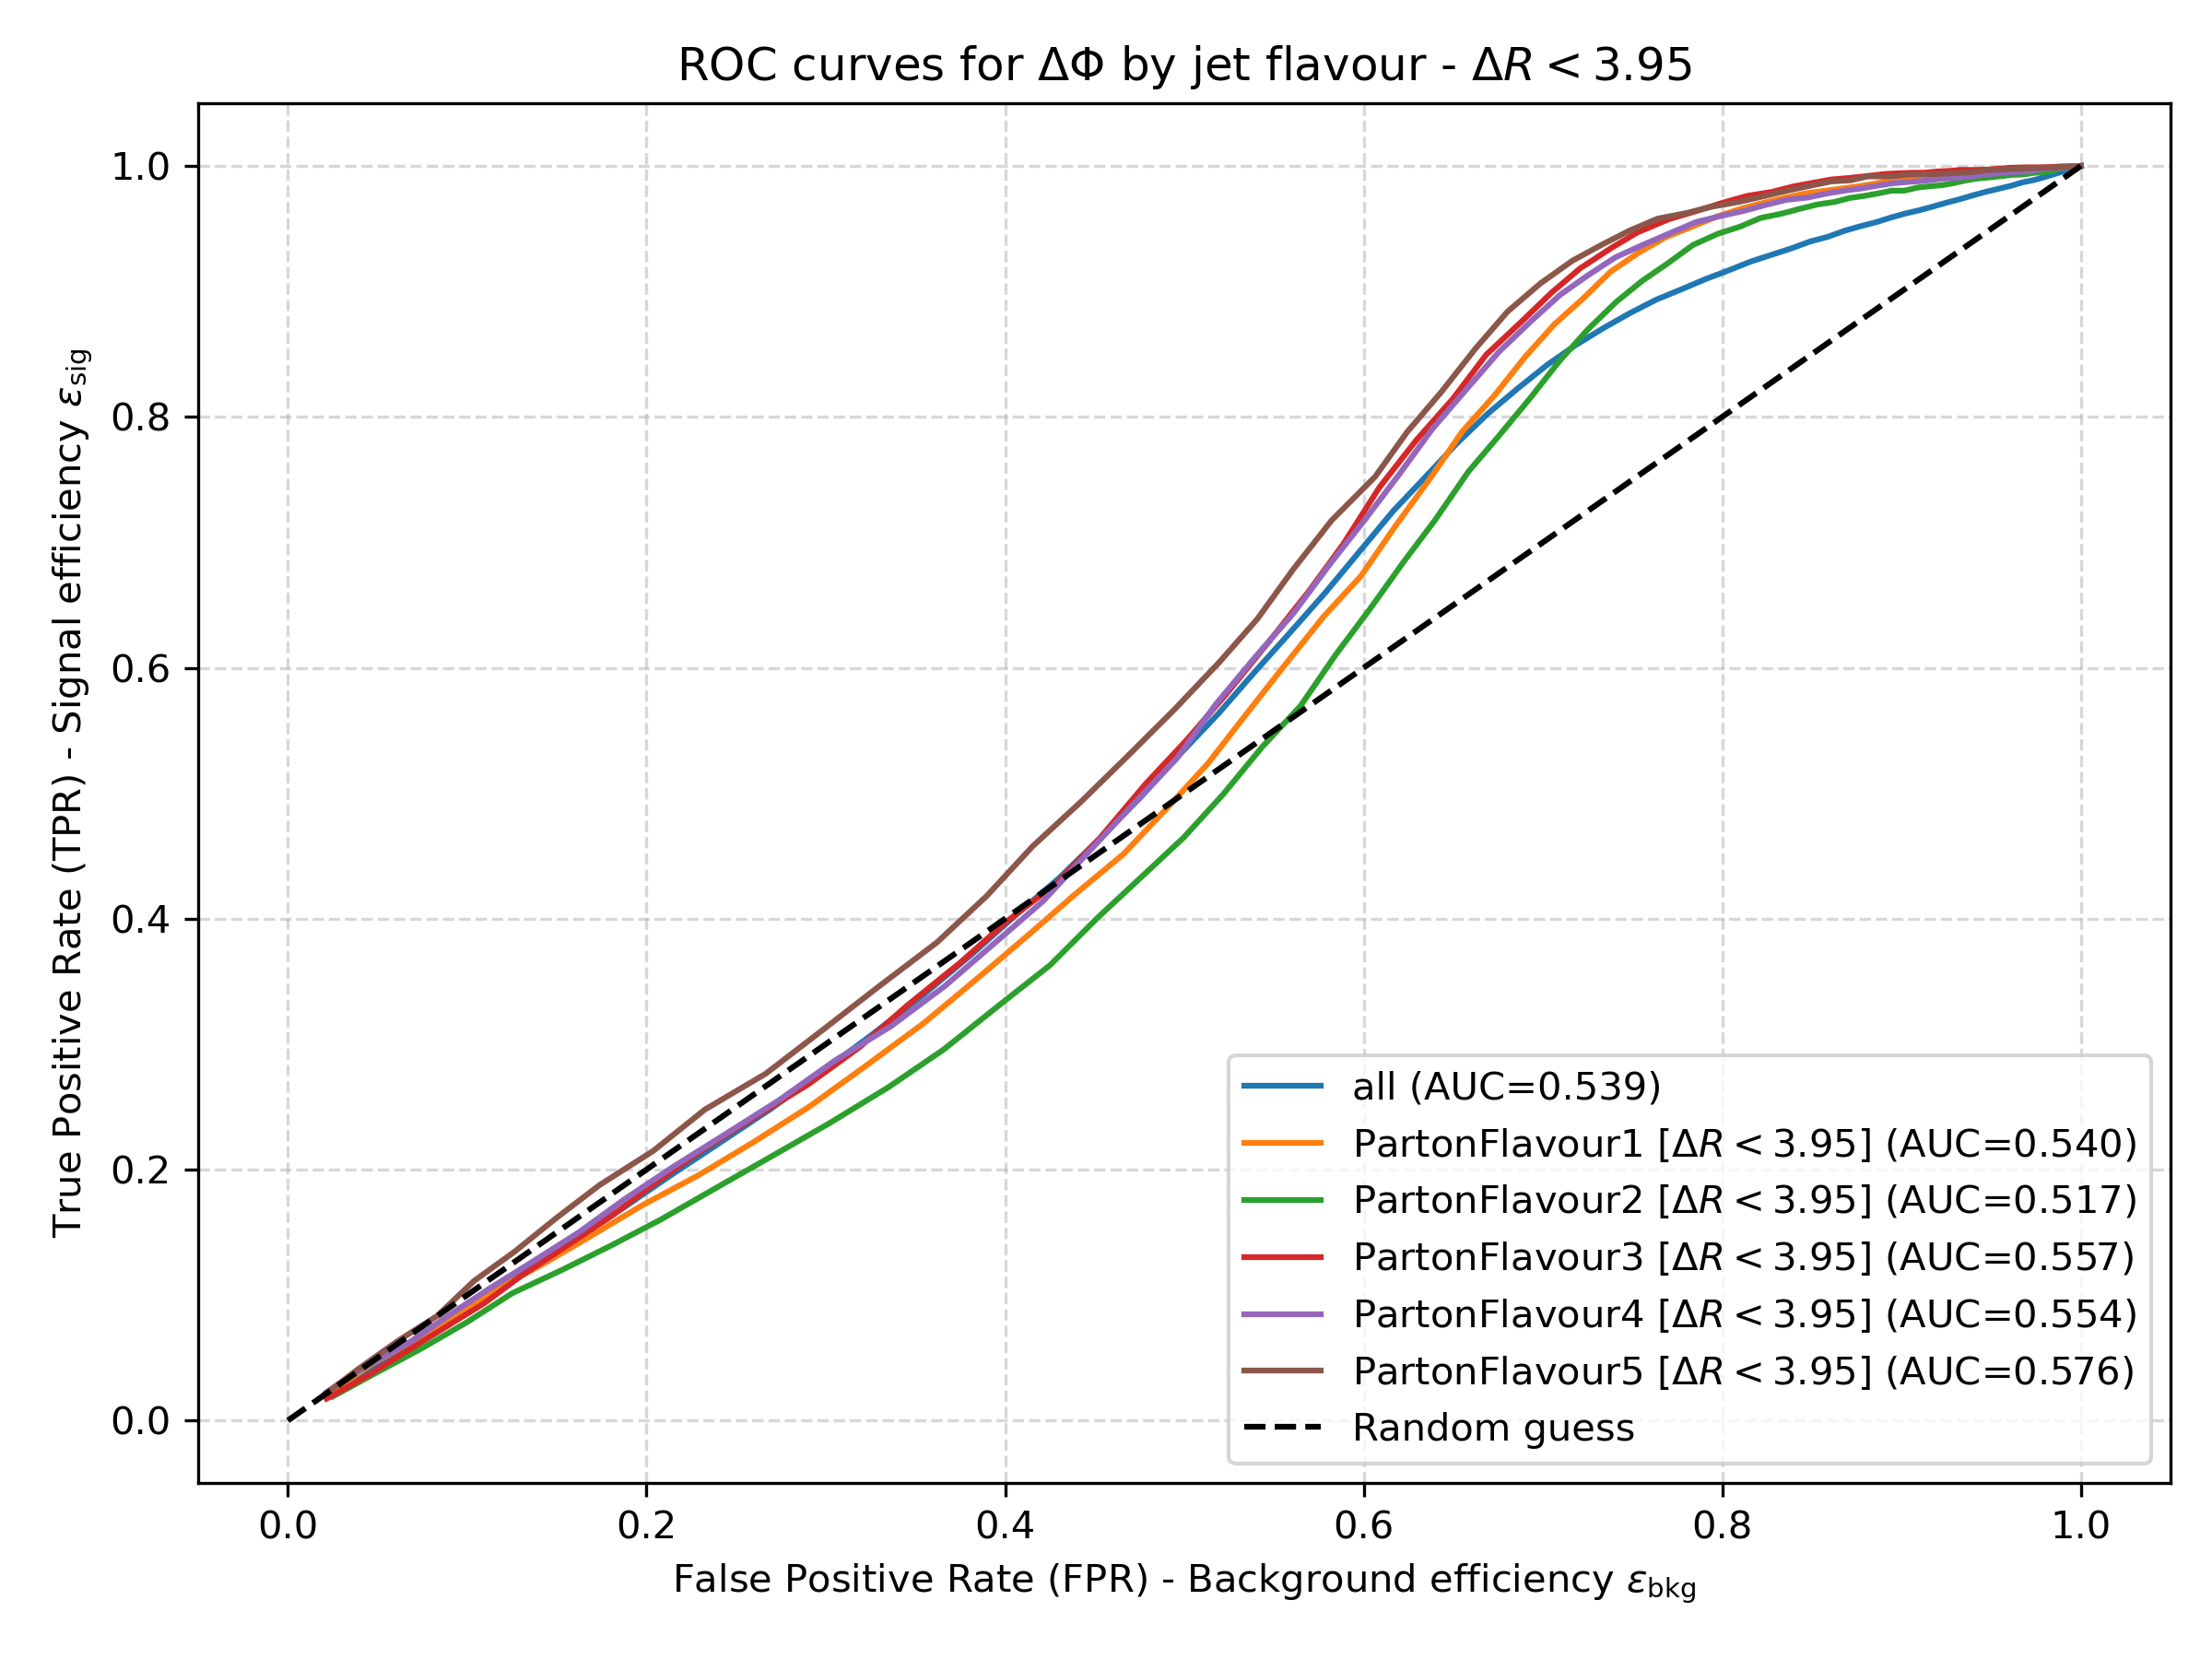 ROC curves for ΔΦ by jet flavour - ΔR < 3.95
True Positive Rate (TPR) - Signal efficiency ε_sig
1.0
0.8
0.6
0.4
0.2
0.0
all (AUC=0.539)
PartonFlavour1 [ΔR < 3.95] (AUC=0.540)
PartonFlavour2 [ΔR < 3.95] (AUC=0.517)
PartonFlavour3 [ΔR < 3.95] (AUC=0.557)
PartonFlavour4 [ΔR < 3.95] (AUC=0.554)
PartonFlavour5 [ΔR < 3.95] (AUC=0.576)
Random guess
0.0 0.2 0.4 0.6 0.8 1.0
False Positive Rate (FPR) - Background efficiency ε_bkg